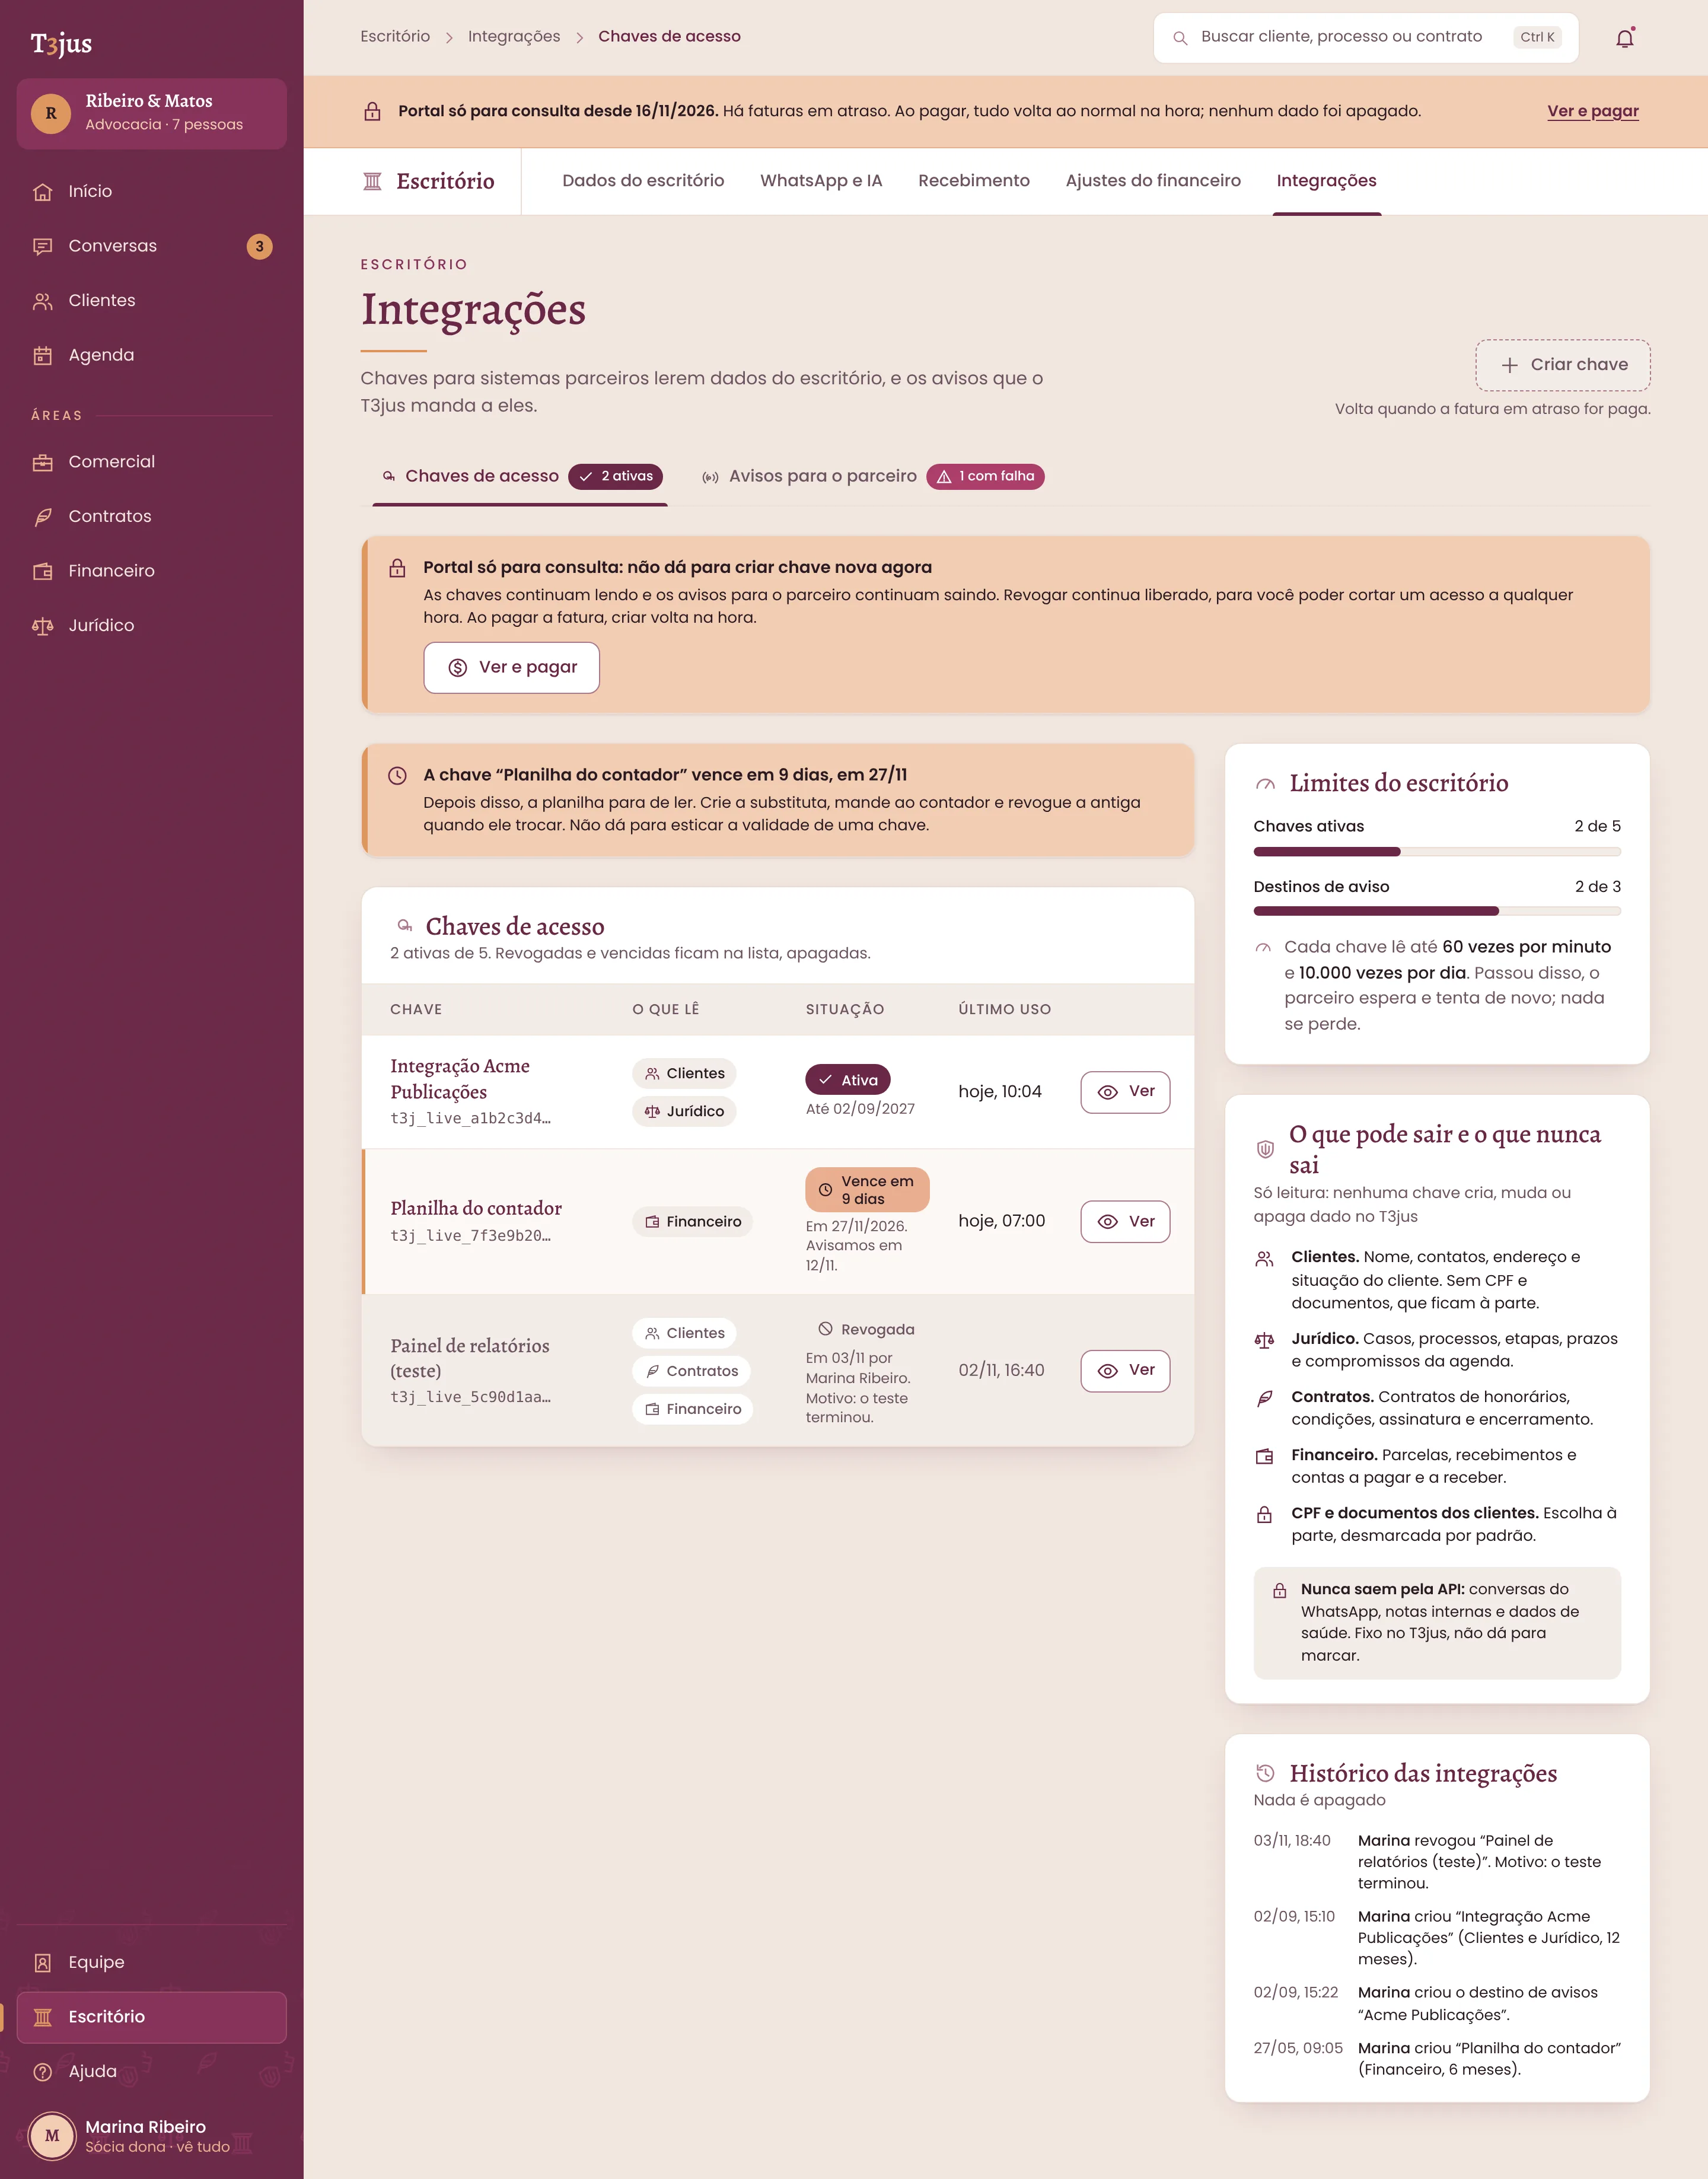 T3jus
R
Ribeiro & Matos
Advocacia · 7 pessoas
Início
Conversas
3
Clientes
Agenda
ÁREAS
Comercial
Contratos
Financeiro
Jurídico
Equipe
Escritório
Ajuda
M
Marina Ribeiro
Sócia dona · vê tudo
Escritório
Integrações
Chaves de acesso
Buscar cliente, processo ou contrato
Ctrl K
Portal só para consulta desde 16/11/2026. Há faturas em atraso. Ao pagar, tudo volta ao normal na hora; nenhum dado foi apagado.
Ver e pagar
Escritório
Dados do escritório
WhatsApp e IA
Recebimento
Ajustes do financeiro
Integrações
ESCRITÓRIO
Integrações
Chaves para sistemas parceiros lerem dados do escritório, e os avisos que o
T3jus manda a eles.
Criar chave
Volta quando a fatura em atraso for paga.
Chaves de acesso
2 ativas
Avisos para o parceiro
1 com falha
Portal só para consulta: não dá para criar chave nova agora
As chaves continuam lendo e os avisos para o parceiro continuam saindo. Revogar continua liberado, para você poder cortar um acesso a qualquer
hora. Ao pagar a fatura, criar volta na hora.
Ver e pagar
A chave “Planilha do contador” vence em 9 dias, em 27/11
Depois disso, a planilha para de ler. Crie a substituta, mande ao contador e revogue a antiga
quando ele trocar. Não dá para esticar a validade de uma chave.
Chaves de acesso
2 ativas de 5. Revogadas e vencidas ficam na lista, apagadas.
CHAVE
O QUE LÊ
SITUAÇÃO
ÚLTIMO USO
Integração Acme
Publicações
t3j_live_a1b2c3d4…
Clientes
Jurídico
Ativa
Até 02/09/2027
hoje, 10:04
Ver
Planilha do contador
t3j_live_7f3e9b20…
Financeiro
Vence em
9 dias
Em 27/11/2026.
Avisamos em
12/11.
hoje, 07:00
Ver
Painel de relatórios
(teste)
t3j_live_5c90d1aa…
Clientes
Contratos
Financeiro
Revogada
Em 03/11 por
Marina Ribeiro.
Motivo: o teste
terminou.
02/11, 16:40
Ver
Limites do escritório
Chaves ativas
2 de 5
Destinos de aviso
2 de 3
Cada chave lê até 60 vezes por minuto
e 10.000 vezes por dia. Passou disso, o
parceiro espera e tenta de novo; nada
se perde.
O que pode sair e o que nunca
sai
Só leitura: nenhuma chave cria, muda ou
apaga dado no T3jus
Clientes. Nome, contatos, endereço e
situação do cliente. Sem CPF e
documentos, que ficam à parte.
Jurídico. Casos, processos, etapas, prazos
e compromissos da agenda.
Contratos. Contratos de honorários,
condições, assinatura e encerramento.
Financeiro. Parcelas, recebimentos e
contas a pagar e a receber.
CPF e documentos dos clientes. Escolha à
parte, desmarcada por padrão.
Nunca saem pela API: conversas do
WhatsApp, notas internas e dados de
saúde. Fixo no T3jus, não dá para
marcar.
Histórico das integrações
Nada é apagado
03/11, 18:40
Marina revogou “Painel de
relatórios (teste)”. Motivo: o teste
terminou.
02/09, 15:10
Marina criou “Integração Acme
Publicações” (Clientes e Jurídico, 12
meses).
02/09, 15:22
Marina criou o destino de avisos
“Acme Publicações”.
27/05, 09:05
Marina criou “Planilha do contador”
(Financeiro, 6 meses).